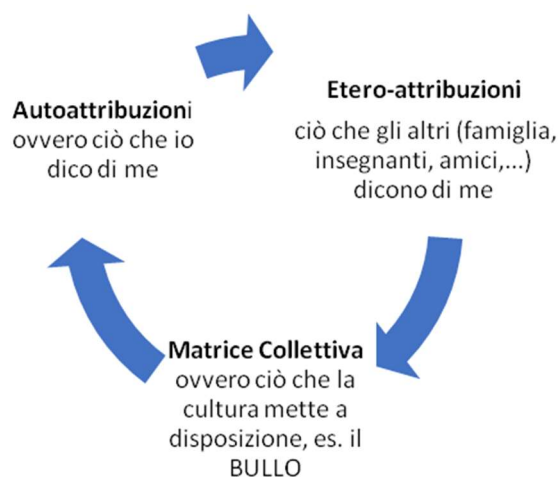 Autoattribuzioni
ovvero ciò che io
dico di me
Etero-attribuzioni
ciò che gli altri (famiglia,
insegnanti, amici,...)
dicono di me
Matrice Collettiva
ovvero ciò che la
cultura mette a
disposizione, es. il
BULLO